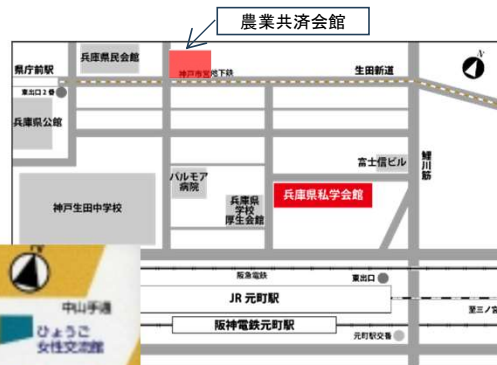 農業共済会館
兵庫県民会館
県庁前駅
神戸市営地下鉄
生田新道
東出口2番
兵庫県公館
鯉川筋
富士信ビル
パルモア
病院
兵庫県私学会館
兵庫県
学校
厚生会館
神戸生田中学校
阪急電鉄
東出口
JR 元町駅
至三ノ宮
阪神電鉄元町駅
元町駅交番
中山手通
ひょうご
女性交流館